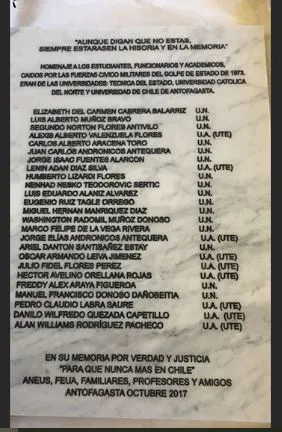 "AUNQUE DIGAN QUE NO ESTAS,
SIEMPRE ESTARASEN LA HISORIA Y EN LA MEMORIA"
HOMENAJE A LOS ESTUDIANTES, FUNCIONARIOS Y ACADEMICOS,
CAIDOS POR LAS FUERZAS CIVICO MILITARES DEL GOLPE DE ESTADO DE 1973.
ERAN DE LAS UNIVERSIDADES: TECNICA DEL ESTADO, UNIVERSIDAD CATOLICA
DEL NORTE Y UNIVERSIDAD DE CHILE DE ANTOFAGASTA.
ELIZABETH DEL CARMEN CABRERA BALARRIZ U.N.
LUIS ALBERTO MUÑOZ BRAVO U.N.
SEGUNDO NORTON FLORES ANTIVILO U.N.
ALEXIS ALBERTO VALENZUELA FLORES U.A. (UTE)
CARLOS ALBERTO ARACENA TORO U.N.
JUAN CARLOS ANDRONICOS ANTEQUERA U.N.
JORGE ISAAC FUENTES ALARCÓN U.N.
LENIN ADAN DIAZ SILVA U.A. (UTE)
HUMBERTO LIZARDI FLORES U.N.
NENHAD NESKO TEODOROVIC SERTIC U.N.
LUIS EDUARDO ALANIZ ALVAREZ U.N.
EUGENIO RUIZ TAGLE ORREGO U.N.
MIGUEL HERNAN MANRIQUEZ DIAZ U.N.
WASHINGTON RADOMIL MUÑOZ DONOSO U.N.
MARCO FELIPE DE LA VEGA RIVERA U.N.
JORGE ELÍAS ANDRONICOS ANTEQUERA U.A. (UTE)
ARIEL DANTON SANTIBAÑEZ ESTAY U.N.
OSCAR ARMANDO LEIVA JIMENEZ U.A. (UTE)
JULIO FIDEL FLORES PEREZ U.A. (UTE)
HECTOR AVELINO ORELLANA ROJAS U.A. (UTE)
FREDDY ALEX ARAYA FIGUEROA U.N.
MANUEL FRANCISCO DONOSO DAÑOBEITIA U.N.
PEDRO CLAUDIO LABRA SAURE U.A. (UTE)
DANILO WILFREDO QUEZADA CAPETILLO U.A. (UTE)
ALAN WILLIAMS RODRÍGUEZ PACHECO U.A. (UTE)
EN SU MEMORIA POR VERDAD Y JUSTICIA
"PARA QUE NUNCA MAS EN CHILE"
ANEUS, FEUA, FAMILIARES, PROFESORES Y AMIGOS
ANTOFAGASTA OCTUBRE 2017